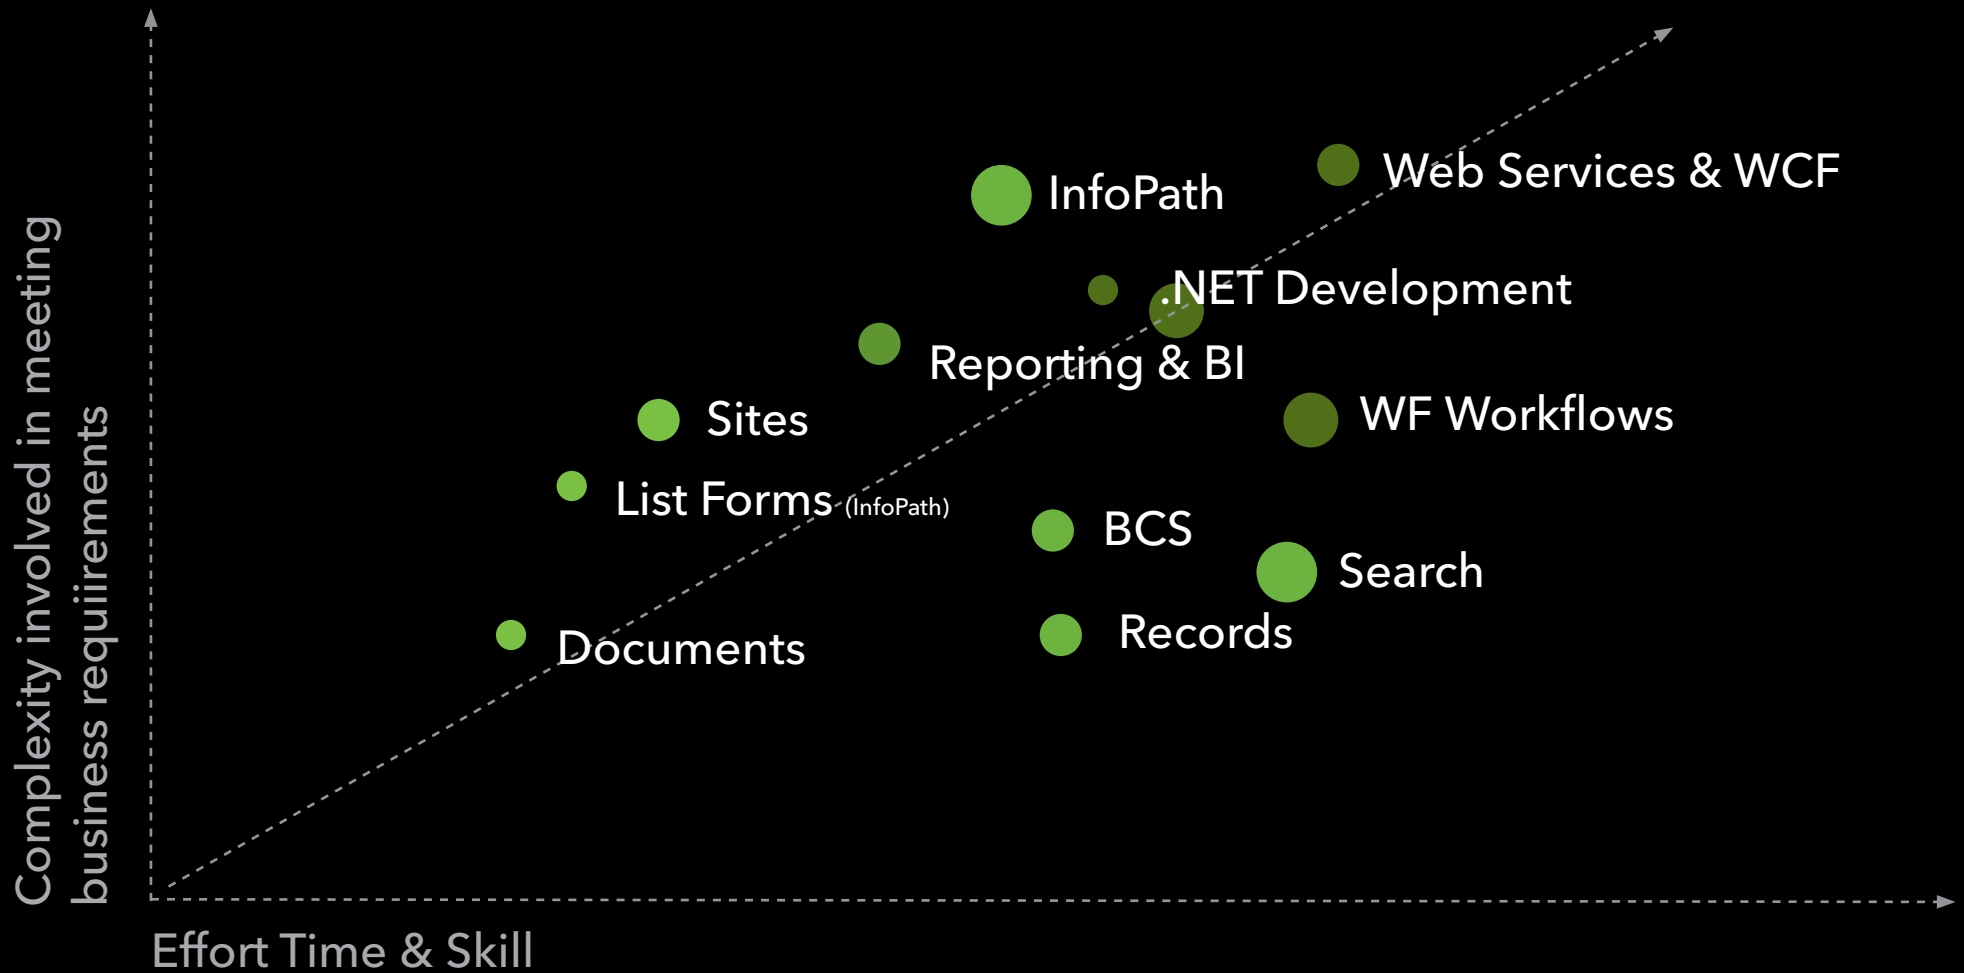 Complexity involved in meeting
business requiirements
Web Services & WCF
InfoPath
.NET Development
Reporting & BI
Sites
WF Workflows
List Forms (InfoPath)
BCS
Search
Records
Documents
Effort Time & Skill